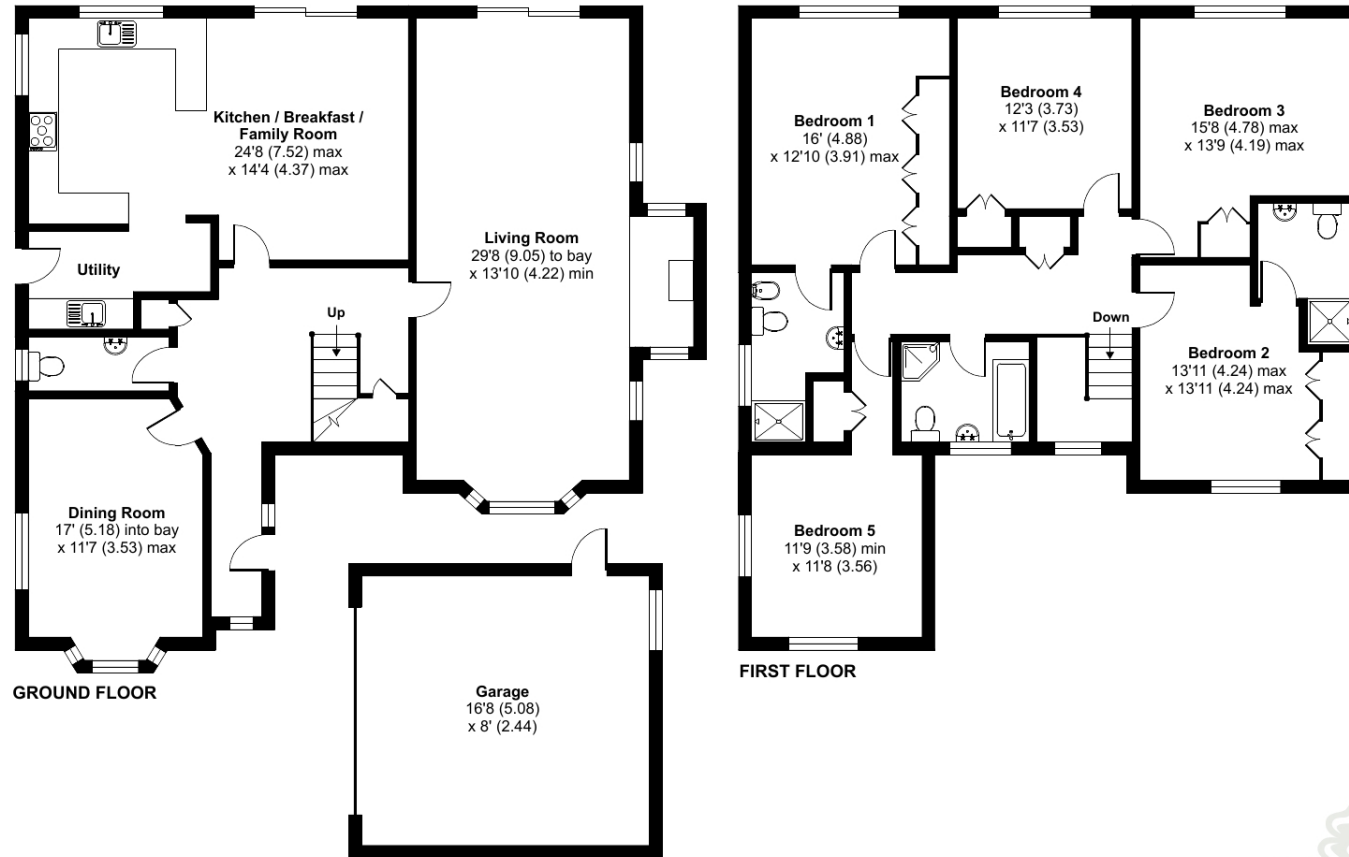 Kitchen / Breakfast /
Family Room
24'8 (7.52) max
x 14'4 (4.37) max
Living Room
29'8 (9.05) to bay
x 13'10 (4.22) min
Utility
Up
Dining Room
17' (5.18) into bay
x 11'7 (3.53) max
GROUND FLOOR
Garage
16'8 (5.08)
x 8' (2.44)
Bedroom 1
16' (4.88)
x 12'10 (3.91) max
Bedroom 4
12'3 (3.73)
x 11'7 (3.53)
Bedroom 3
15'8 (4.78) max
x 13'9 (4.19) max
Down
Bedroom 2
13'11 (4.24) max
x 13'11 (4.24) max
Bedroom 5
11'9 (3.58) min
x 11'8 (3.56)
FIRST FLOOR